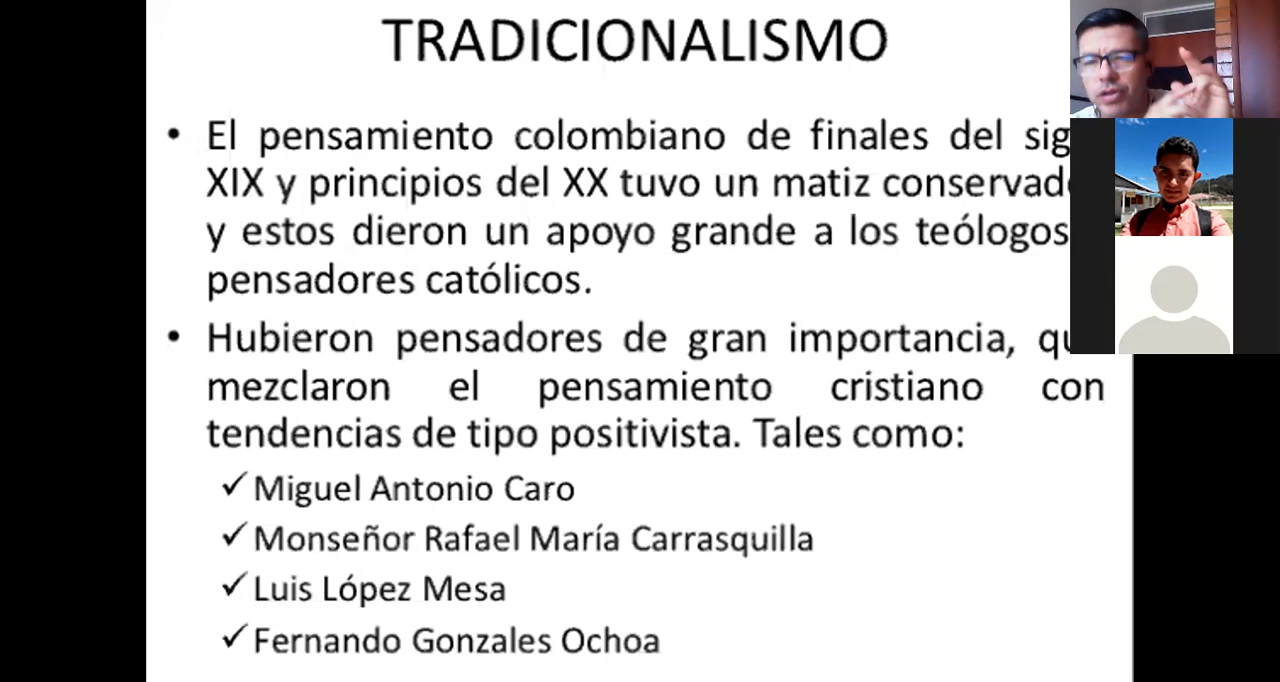 TRADICIONALISMO
• El pensamiento colombiano de finales del sig
XIX y principios del XX tuvo un matiz conservad
y estos dieron un apoyo grande a los teólogos
pensadores católicos.
• Hubieron pensadores de gran importancia, qu
mezclaron el pensamiento cristiano con
tendencias de tipo positivista. Tales como:
✓ Miguel Antonio Caro
✓ Monseñor Rafael María Carrasquilla
✓ Luis López Mesa
✓ Fernando Gonzales Ochoa